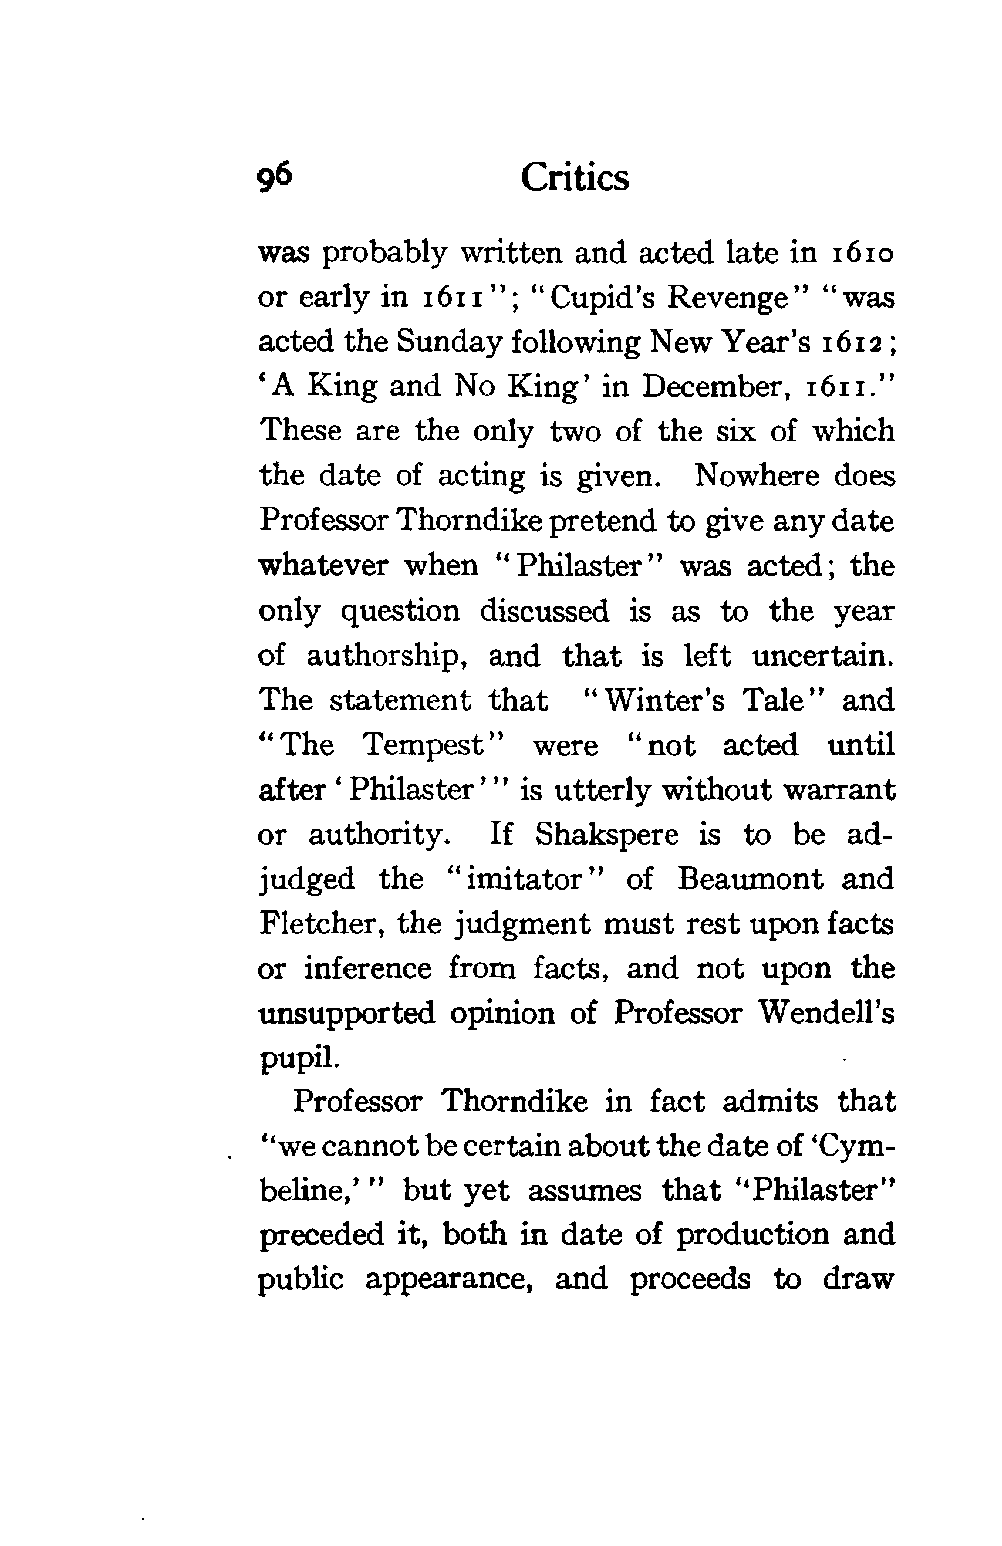 96 Critics
was probably written and acted late in 1610
or early in 1611"; "Cupid's Revenge" "was
acted the Sunday following New Year's 1612;
'A King and No King' in December, 1611."
These are the only two of the six of which
the date of acting is given. Nowhere does
Professor Thorndike pretend to give any date
whatever when "Philaster" was acted; the
only question discussed is as to the year
of authorship, and that is left uncertain.
The statement that "Winter's Tale" and
"The Tempest" were "not acted until
after 'Philaster'" is utterly without warrant
or authority. If Shakspere is to be ad-
judged the "imitator" of Beaumont and
Fletcher, the judgment must rest upon facts
or inference from facts, and not upon the
unsupported opinion of Professor Wendell's
pupil.
Professor Thorndike in fact admits that
"we cannot be certain about the date of 'Cym-
beline,'" but yet assumes that "Philaster"
preceded it, both in date of production and
public appearance, and proceeds to draw